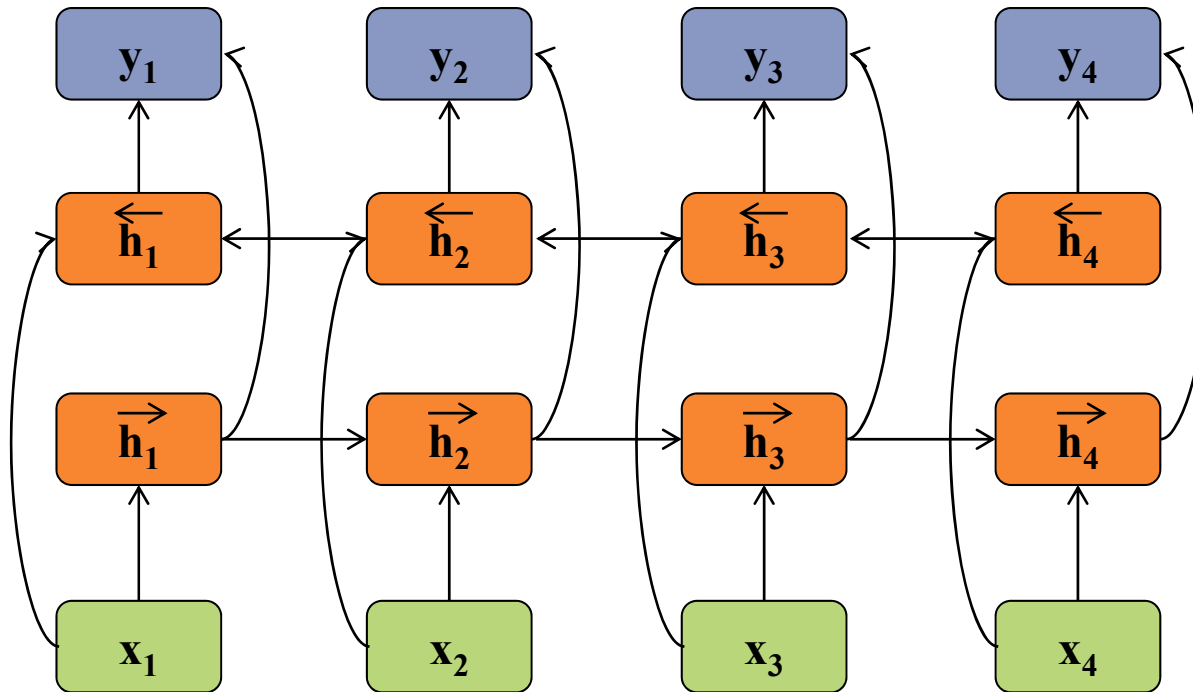 y₁ y₂ y₃ y₄
←h₁ ←h₂ ←h₃ ←h₄
→h₁ →h₂ →h₃ →h₄
x₁ x₂ x₃ x₄